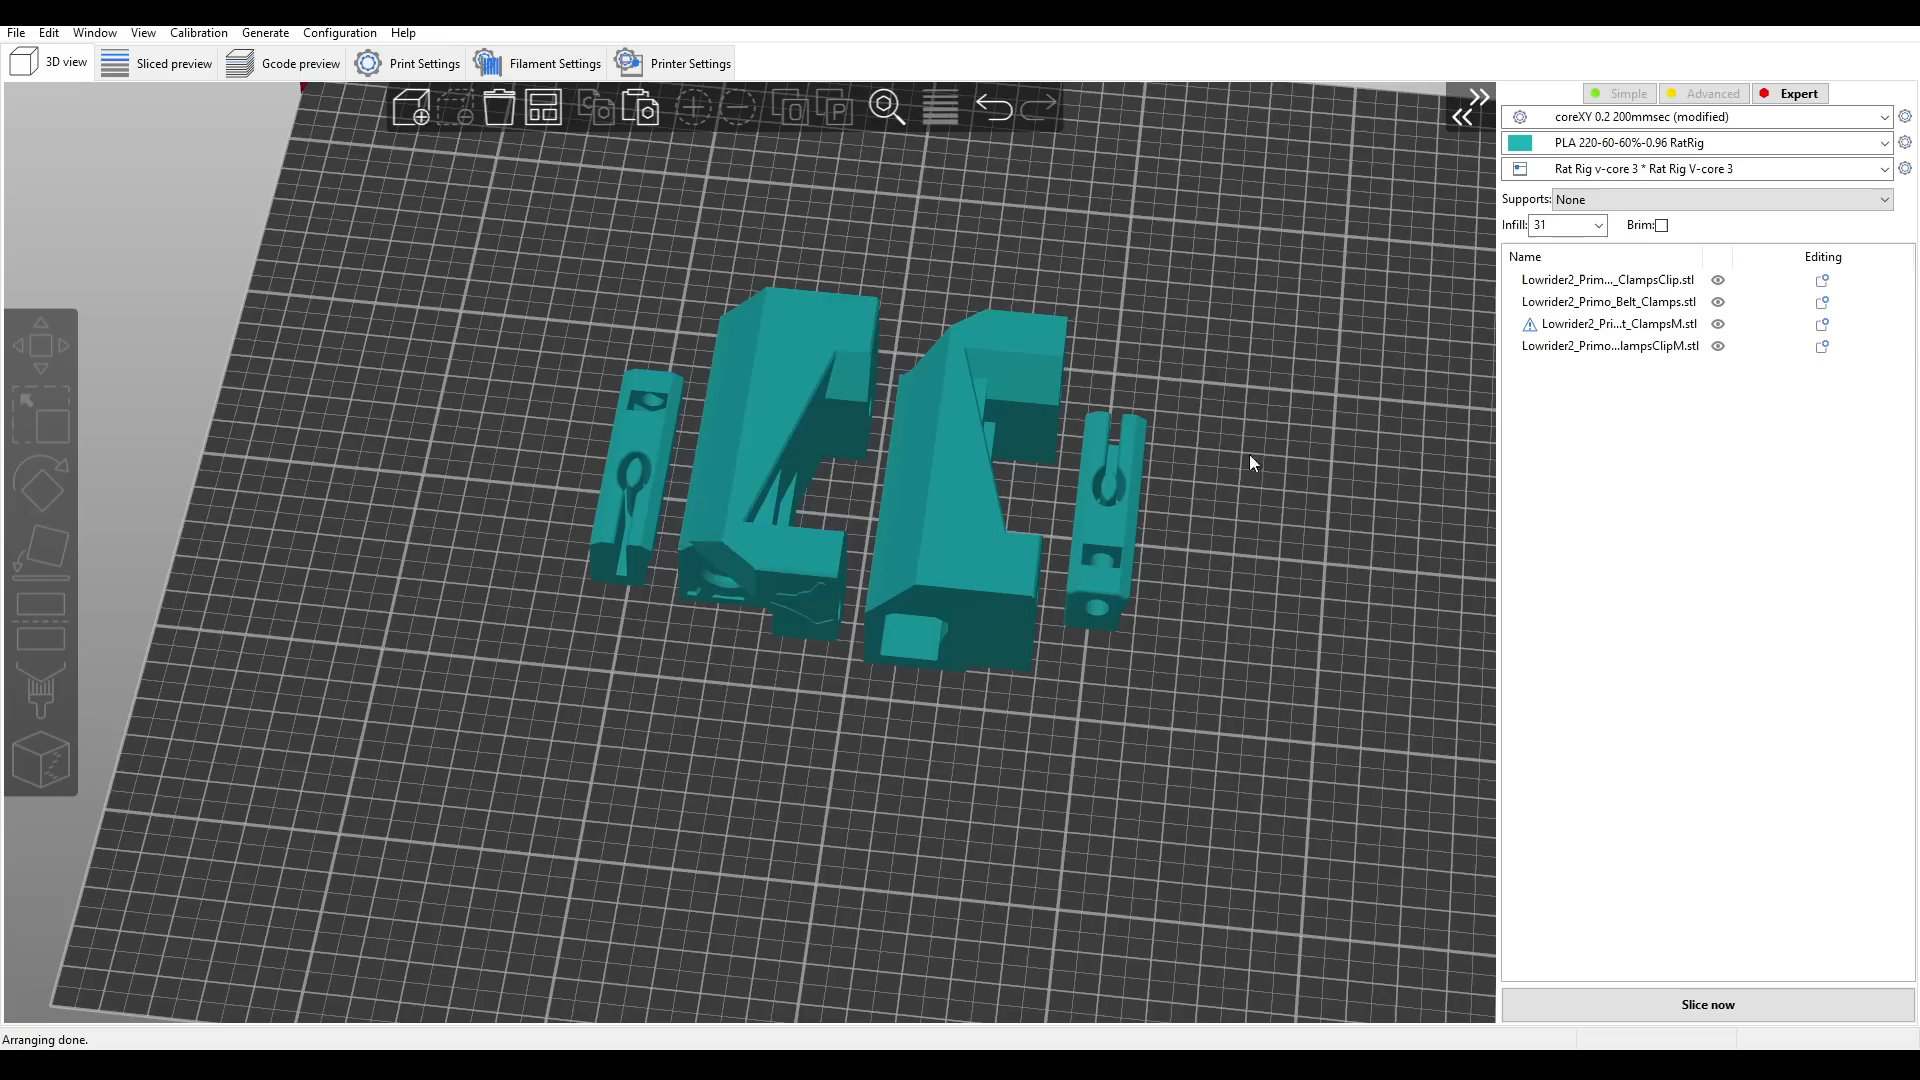 File Edit Window View Calibration Generate Configuration Help
3D view Sliced preview Gcode preview Print Settings Filament Settings Printer Settings
Simple Advanced Expert
coreXY 0.2 200mmsec (modified)
PLA 220-60-60%-0.96 RatRig
Rat Rig v-core 3 * Rat Rig V-core 3
Supports: None
Infill: 31 Brim:
Name Editing
Lowrider2_Prim..._ClampsClip.stl
Lowrider2_Primo_Belt_Clamps.stl
Lowrider2_Pri...t_ClampsM.stl
Lowrider2_Primo...lampsClipM.stl
Slice now
Arranging done.